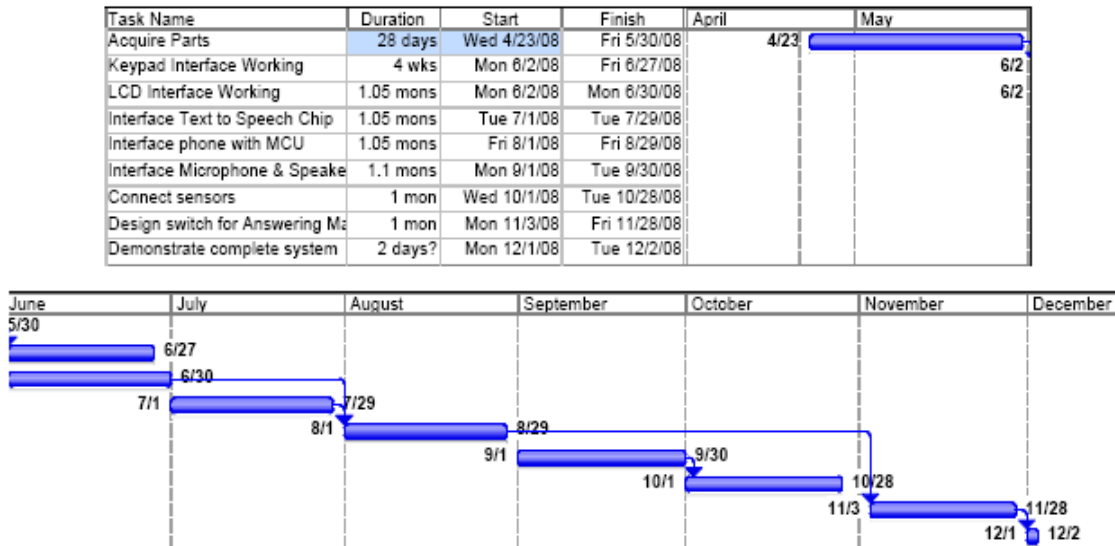 Task Name Duration Start Finish April May
Acquire Parts 28 days Wed 4/23/08 Fri 5/30/08 4/23
Keypad Interface Working 4 wks Mon 6/2/08 Fri 6/27/08 6/2
LCD Interface Working 1.05 mons Mon 6/2/08 Mon 6/30/08 6/2
Interface Text to Speech Chip 1.05 mons Tue 7/1/08 Tue 7/29/08
Interface phone with MCU 1.05 mons Fri 8/1/08 Fri 8/29/08
Interface Microphone & Speake 1.1 mons Mon 9/1/08 Tue 9/30/08
Connect sensors 1 mon Wed 10/1/08 Tue 10/28/08
Design switch for Answering Ma 1 mon Mon 11/3/08 Fri 11/28/08
Demonstrate complete system 2 days? Mon 12/1/08 Tue 12/2/08
June July August September October November December
5/30
6/27
6/30
7/1 7/29
8/1 8/29
9/1 9/30
10/1 10/28
11/3 11/28
12/1 12/2